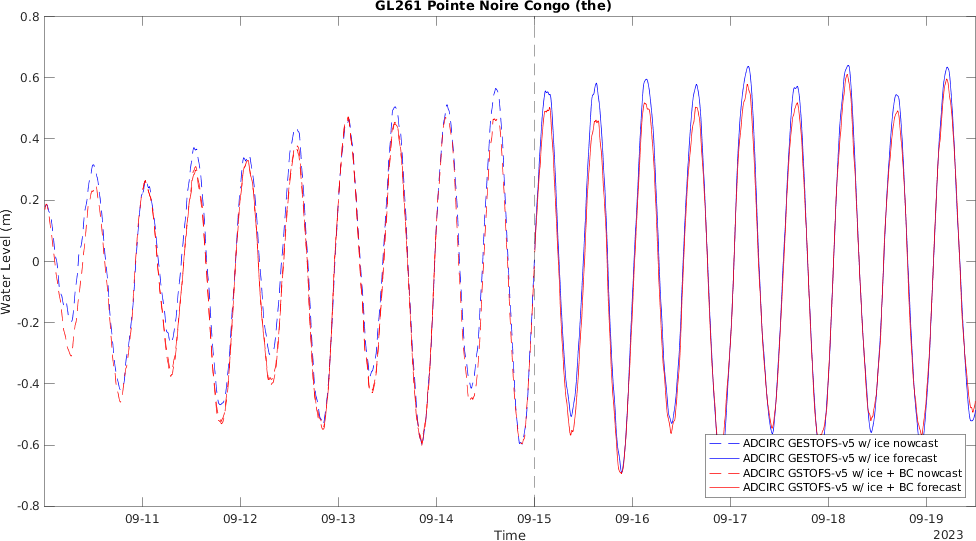 GL261 Pointe Noire Congo (the)
0.8
0.6
0.4
0.2
0
-0.2
-0.4
-0.6
-0.8
Water Level (m)
09-11 09-12 09-13 09-14 09-15 09-16 09-17 09-18 09-19
Time
2023
ADCIRC GESTOFS-v5 w/ ice nowcast
ADCIRC GESTOFS-v5 w/ ice forecast
ADCIRC GSTOFS-v5 w/ ice + BC nowcast
ADCIRC GSTOFS-v5 w/ ice + BC forecast